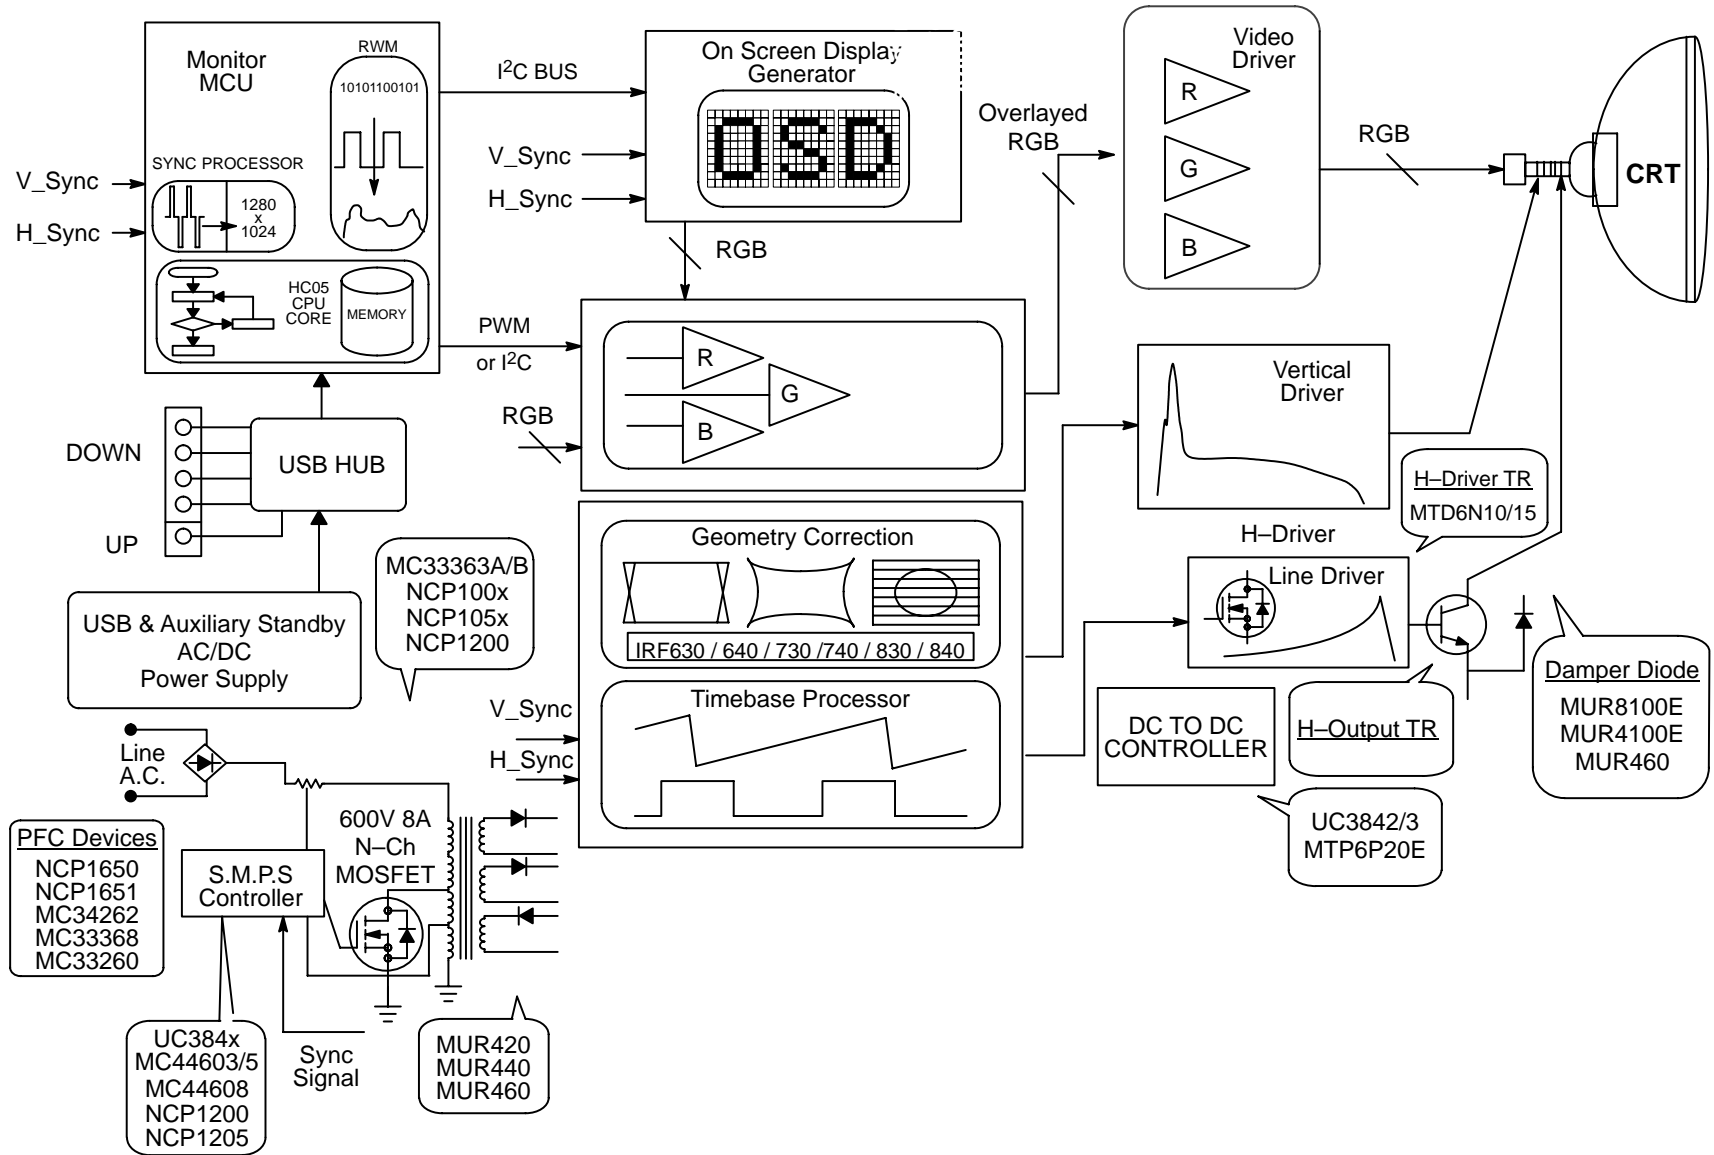 Monitor
MCU
RWM
10101100101
SYNC PROCESSOR
1280
x
1024
V_Sync
H_Sync
HC05
CPU
CORE
MEMORY
I2C BUS
V_Sync
H_Sync
On Screen Display
Generator
OSD
RGB
PWM
or I2C
RGB
R
G
B
Overlayed
RGB
Video
Driver
R
G
B
RGB
CRT
DOWN
UP
USB HUB
USB & Auxiliary Standby
AC/DC
Power Supply
MC33363A/B
NCP100x
NCP105x
NCP1200
Geometry Correction
IRF630 / 640 / 730 /740 / 830 / 840
V_Sync
H_Sync
Timebase Processor
Vertical
Driver
H–Driver TR
MTD6N10/15
H–Driver
Line Driver
DC TO DC
CONTROLLER
H–Output TR
Damper Diode
MUR8100E
MUR4100E
MUR460
UC3842/3
MTP6P20E
Line
A.C.
PFC Devices
NCP1650
NCP1651
MC34262
MC33368
MC33260
S.M.P.S
Controller
600V 8A
N–Ch
MOSFET
UC384x
MC44603/5
MC44608
NCP1200
NCP1205
Sync
Signal
MUR420
MUR440
MUR460